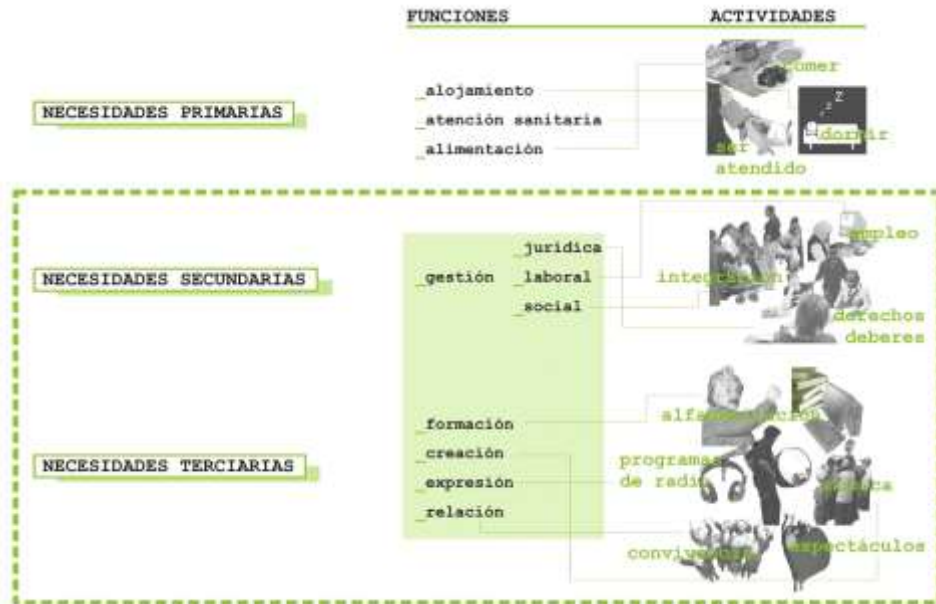 FUNCIONES ACTIVIDADES
comer
_alojamiento
NECESIDADES PRIMARIAS
_atención sanitaria
dormir
_alimentación
ser
atendido
empleo
_jurídica
NECESIDADES SECUNDARIAS
_gestión _laboral
integración
_social
derechos
deberes
alfabetización
_formación
_creación
programas
NECESIDADES TERCIARIAS
_expresión
de radio
_relación
convivencia
espectáculos